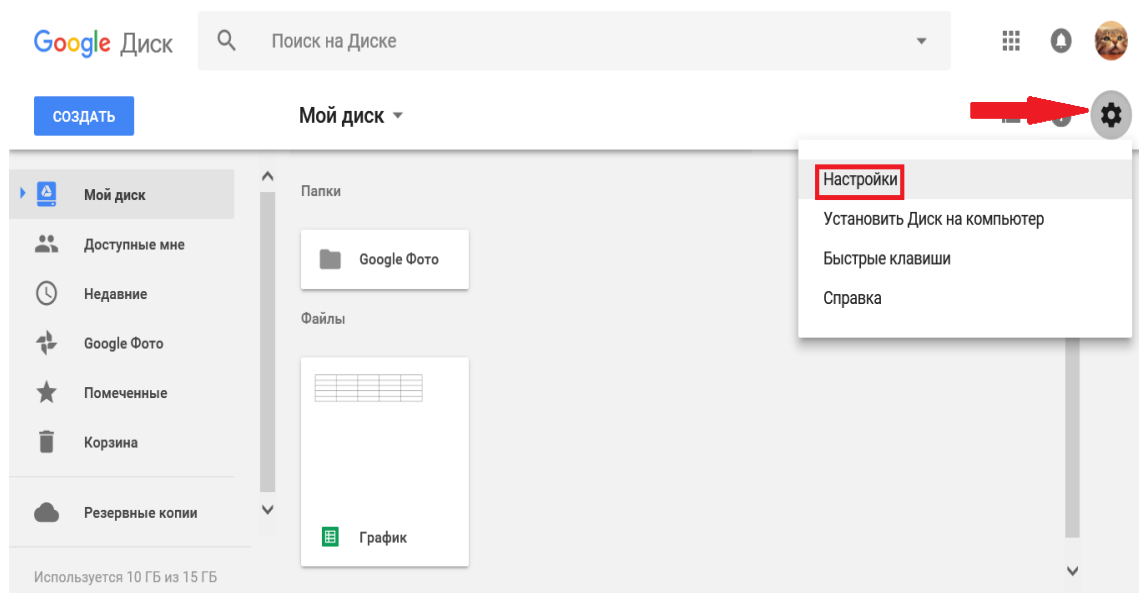 Google Диск
Поиск на Диске
СОЗДАТЬ
Мой диск
Настройки
Установить Диск на компьютер
Быстрые клавиши
Справка
Мой диск
Доступные мне
Недавние
Google Фото
Помеченные
Корзина
Резервные копии
Используется 10 ГБ из 15 ГБ
Папки
Google Фото
Файлы
График